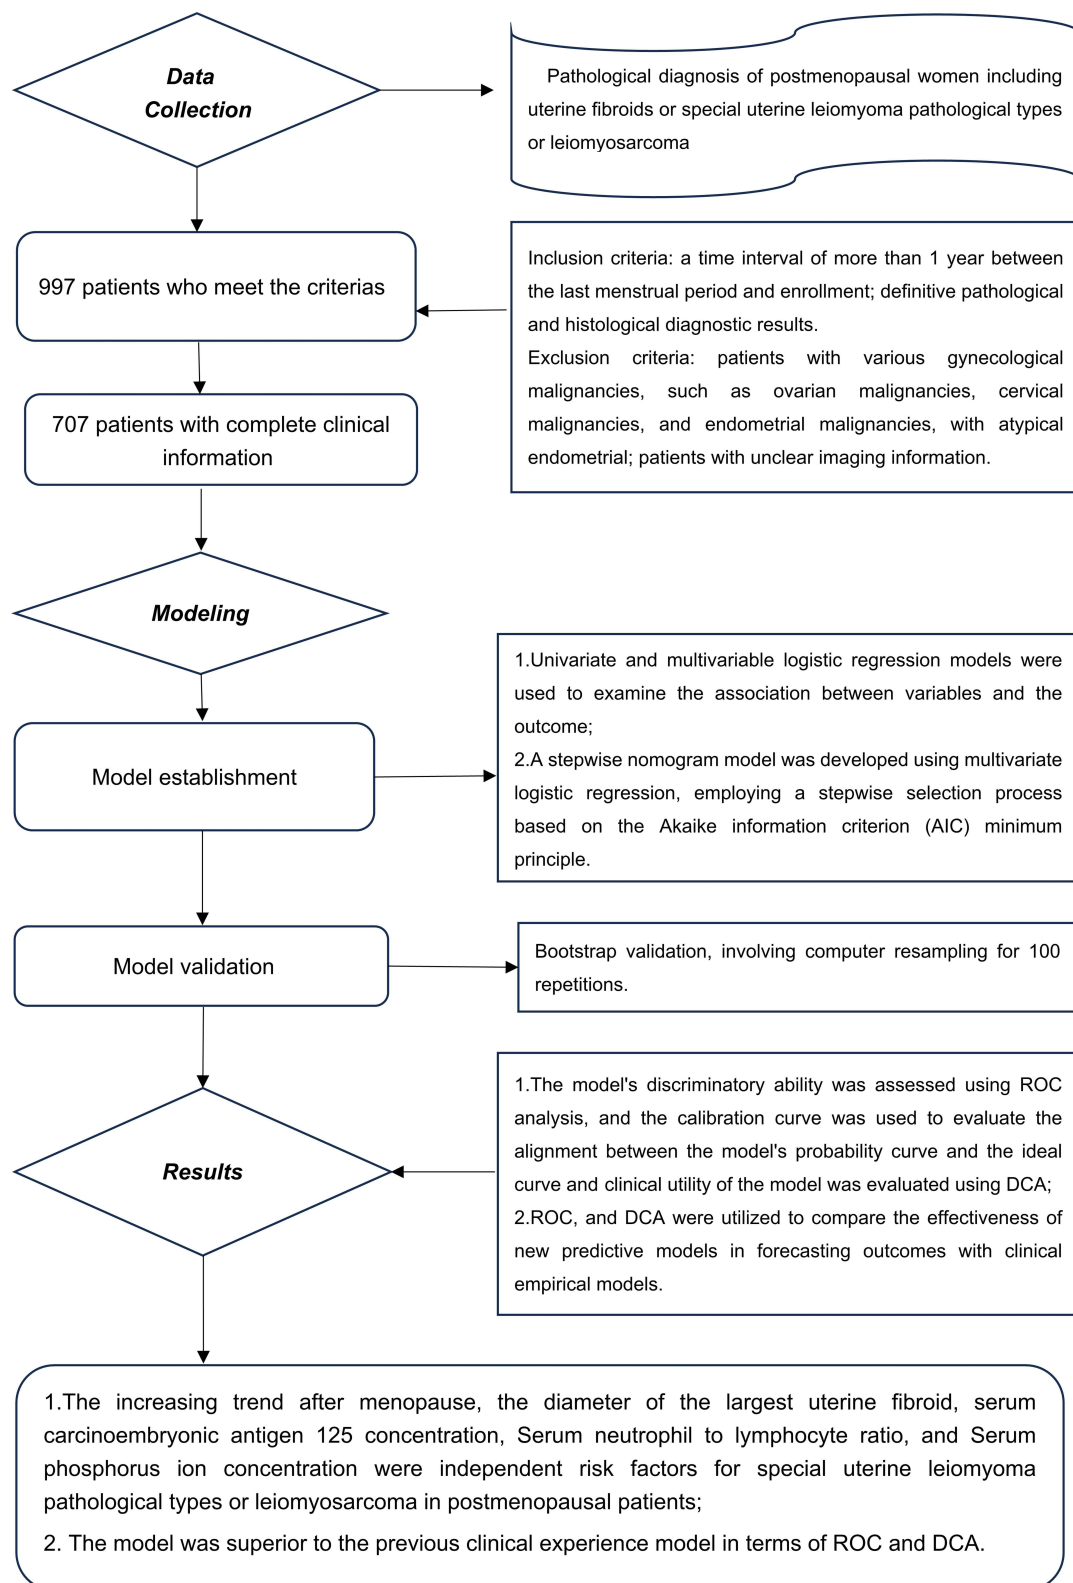 Data
Collection
Pathological diagnosis of postmenopausal women including
uterine fibroids or special uterine leiomyoma pathological types
or leiomyosarcoma
997 patients who meet the criterias
Inclusion criteria: a time interval of more than 1 year between
the last menstrual period and enrollment; definitive pathological
and histological diagnostic results.
Exclusion criteria: patients with various gynecological
malignancies, such as ovarian malignancies, cervical
malignancies, and endometrial malignancies, with atypical
endometrial; patients with unclear imaging information.
707 patients with complete clinical
information
Modeling
Model establishment
1.Univariate and multivariable logistic regression models were
used to examine the association between variables and the
outcome;
2.A stepwise nomogram model was developed using multivariate
logistic regression, employing a stepwise selection process
based on the Akaike information criterion (AIC) minimum
principle.
Model validation
Bootstrap validation, involving computer resampling for 100
repetitions.
Results
1.The model's discriminatory ability was assessed using ROC
analysis, and the calibration curve was used to evaluate the
alignment between the model's probability curve and the ideal
curve and clinical utility of the model was evaluated using DCA;
2.ROC, and DCA were utilized to compare the effectiveness of
new predictive models in forecasting outcomes with clinical
empirical models.
1.The increasing trend after menopause, the diameter of the largest uterine fibroid, serum
carcinoembryonic antigen 125 concentration, Serum neutrophil to lymphocyte ratio, and Serum
phosphorus ion concentration were independent risk factors for special uterine leiomyoma
pathological types or leiomyosarcoma in postmenopausal patients;
2. The model was superior to the previous clinical experience model in terms of ROC and DCA.